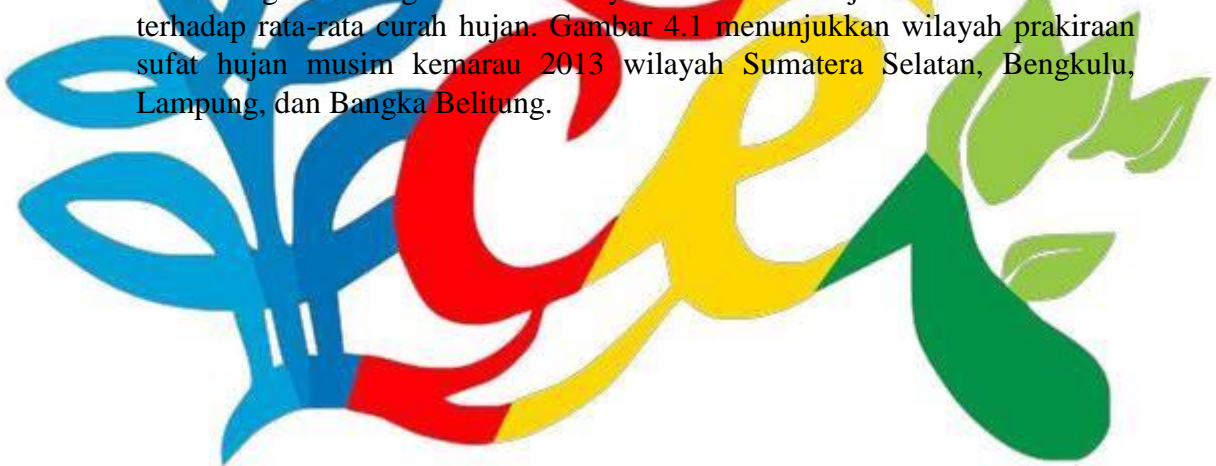 terhadap rata-rata curah hujan. Gambar 4.1 menunjukkan wilayah prakiraan
sufat hujan musim kemarau 2013 wilayah Sumatera Selatan, Bengkulu,
Lampung, dan Bangka Belitung.